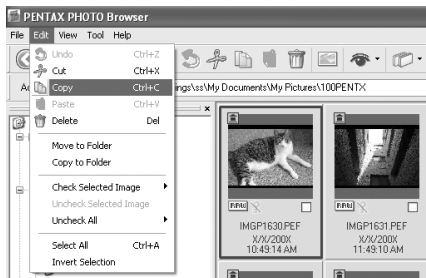 PENTAX PHOTO Browser
File Edit View Tool Help
Undo Ctrl+Z
Cut Ctrl+X
Copy Ctrl+C
Paste Ctrl+V
Delete Del
Move to Folder
Copy to Folder
Check Selected Image
Uncheck Selected Image
Uncheck All
Select All Ctrl+A
Invert Selection
ngs\ss\My Documents\My Pictures\100PENTX
IMGP1630.PEF
X/X/200X
10:49:14 AM
IMGP1631.PEF
X/X/200X
11:49:10 AM